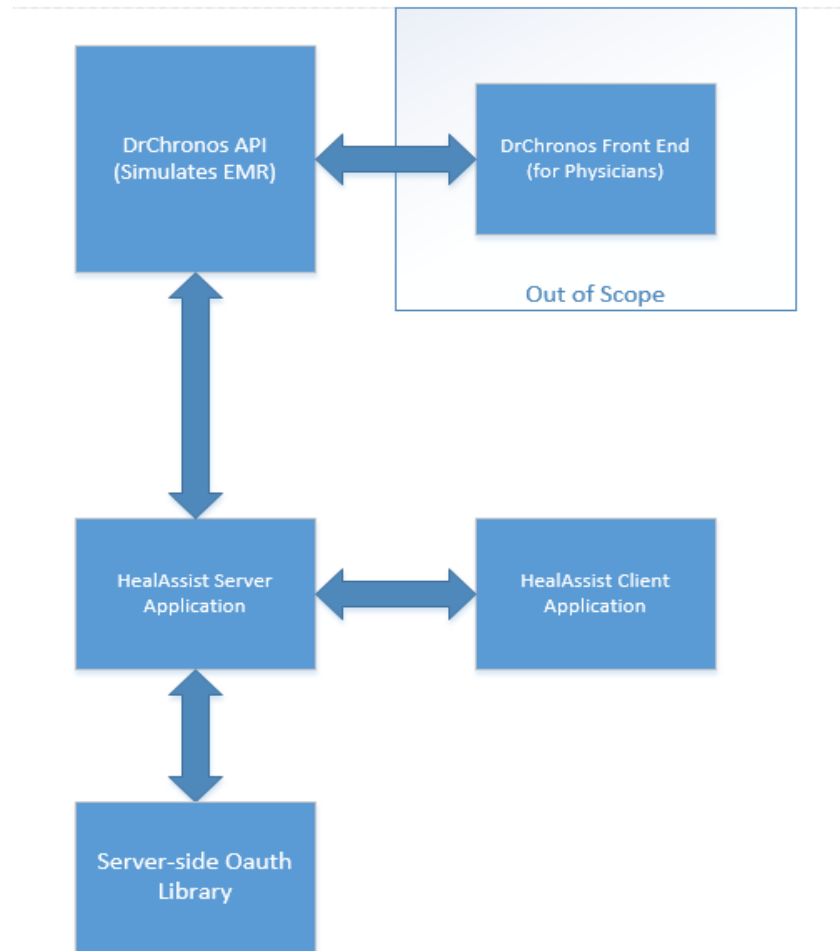 DrChronos API
(Simulates EMR)
DrChronos Front End
(for Physicians)
Out of Scope
HealAssist Server
Application
HealAssist Client
Application
Server-side Oauth
Library